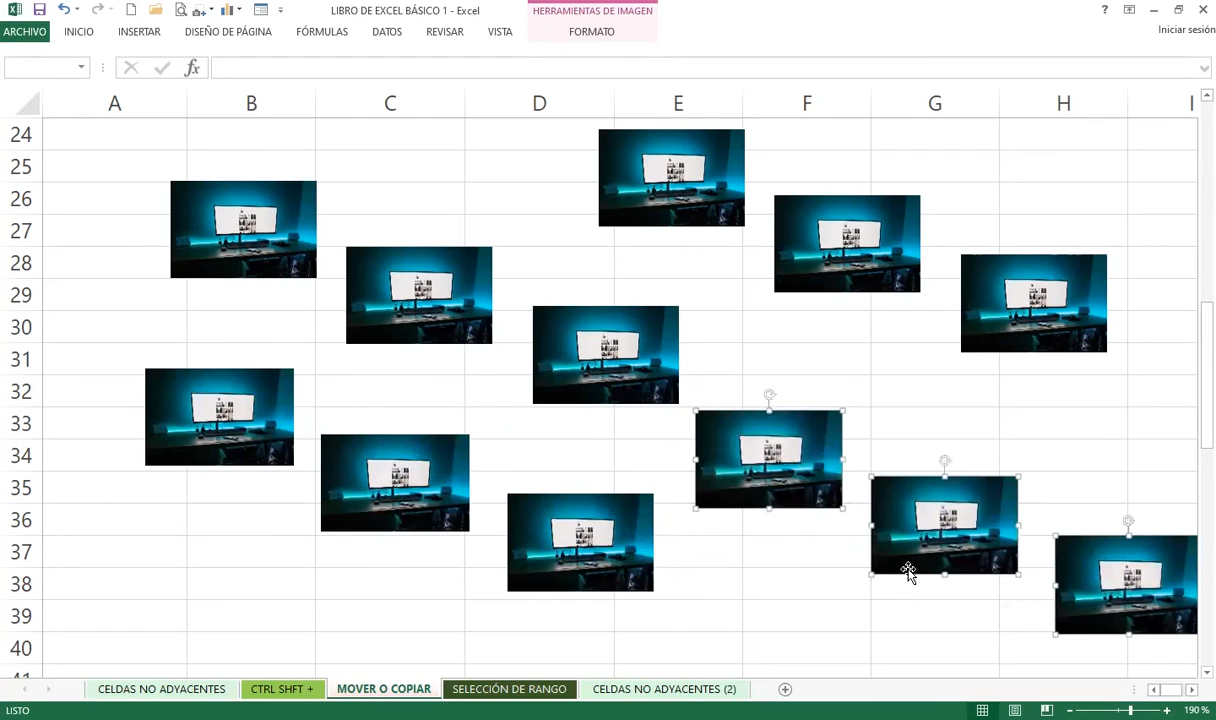 LIBRO DE EXCEL BÁSICO 1 - Excel
HERRAMIENTAS DE IMAGEN
?
ARCHIVO INICIO INSERTAR DISEÑO DE PÁGINA FÓRMULAS DATOS REVISAR VISTA FORMATO Iniciar sesión
fx
A B C D E F G H I
24
25
26
27
28
29
30
31
32
33
34
35
36
37
38
39
40
CELDAS NO ADYACENTES CTRL SHFT + MOVER O COPIAR SELECCIÓN DE RANGO CELDAS NO ADYACENTES (2)
LISTO 190 %